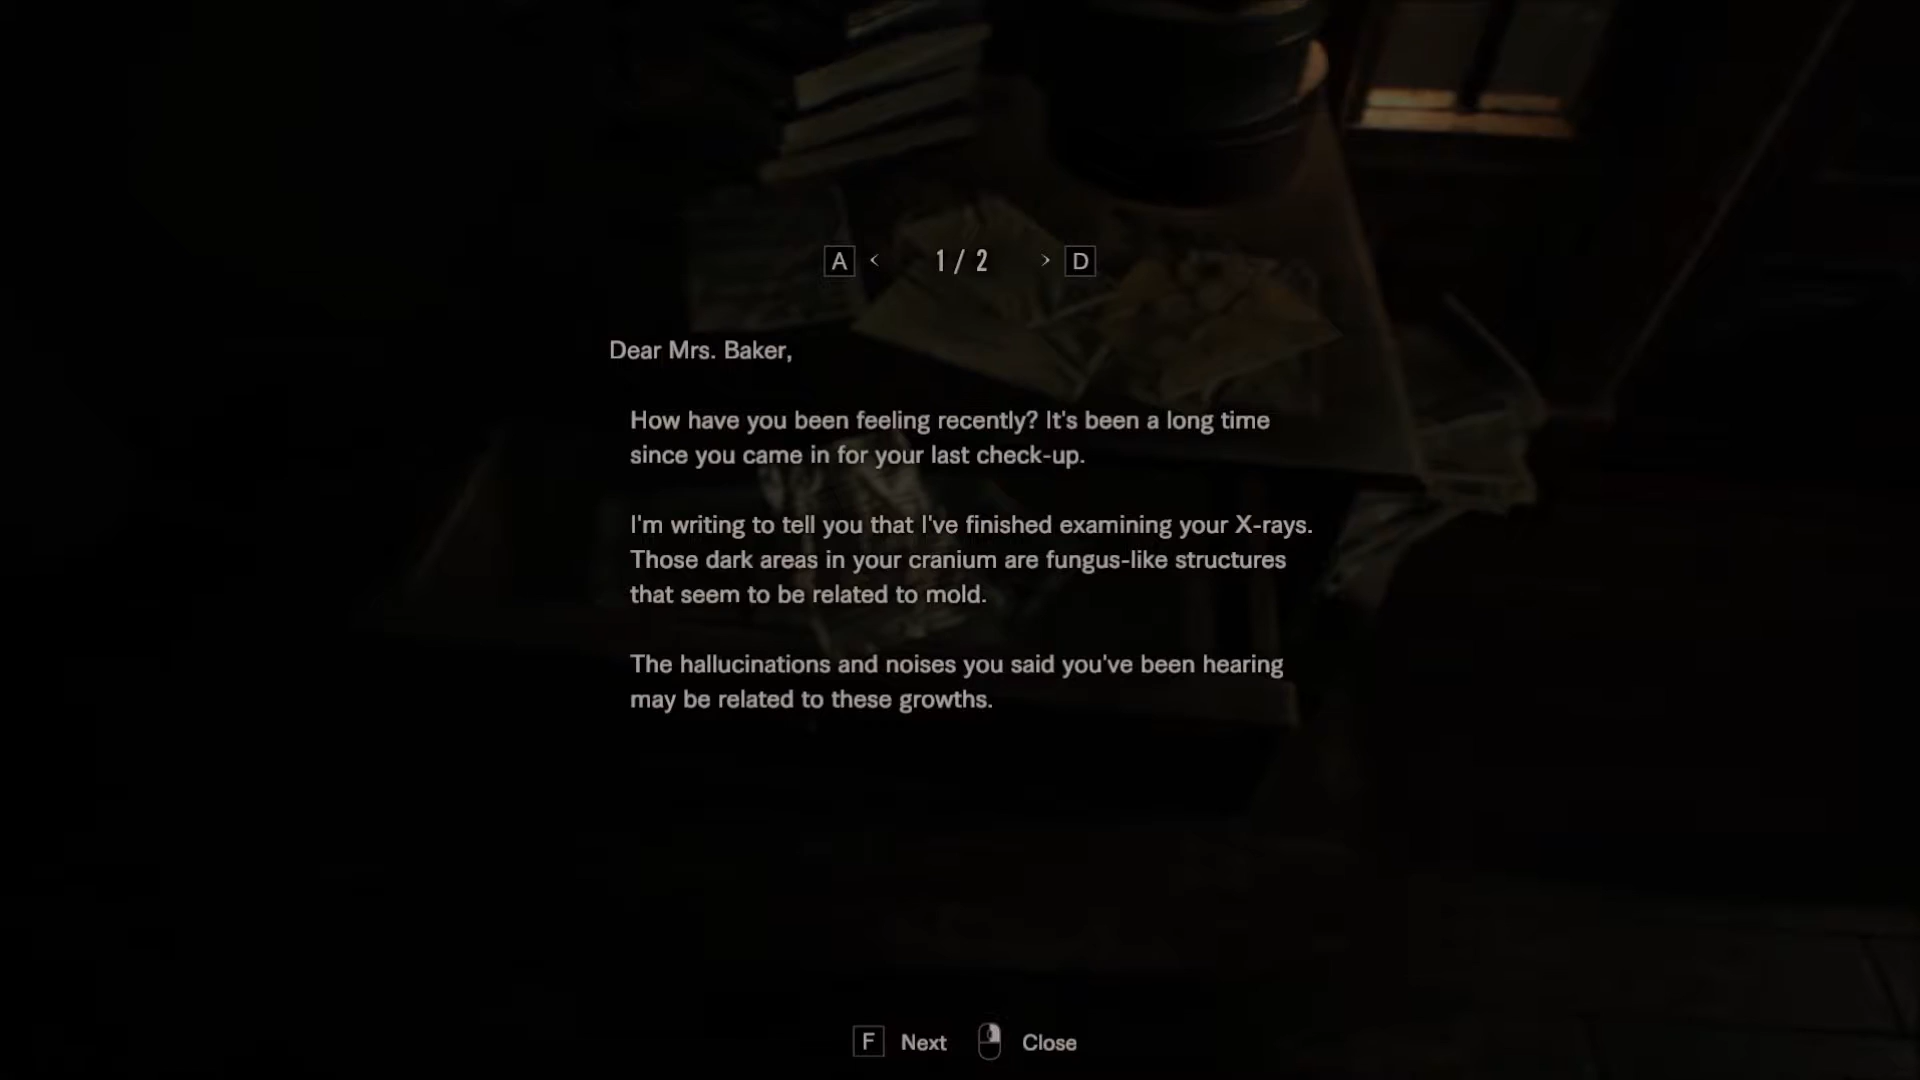 A < 1 / 2 > D
Dear Mrs. Baker,
How have you been feeling recently? It's been a long time
since you came in for your last check-up.
I'm writing to tell you that I've finished examining your X-rays.
Those dark areas in your cranium are fungus-like structures
that seem to be related to mold.
The hallucinations and noises you said you've been hearing
may be related to these growths.
F Next Close